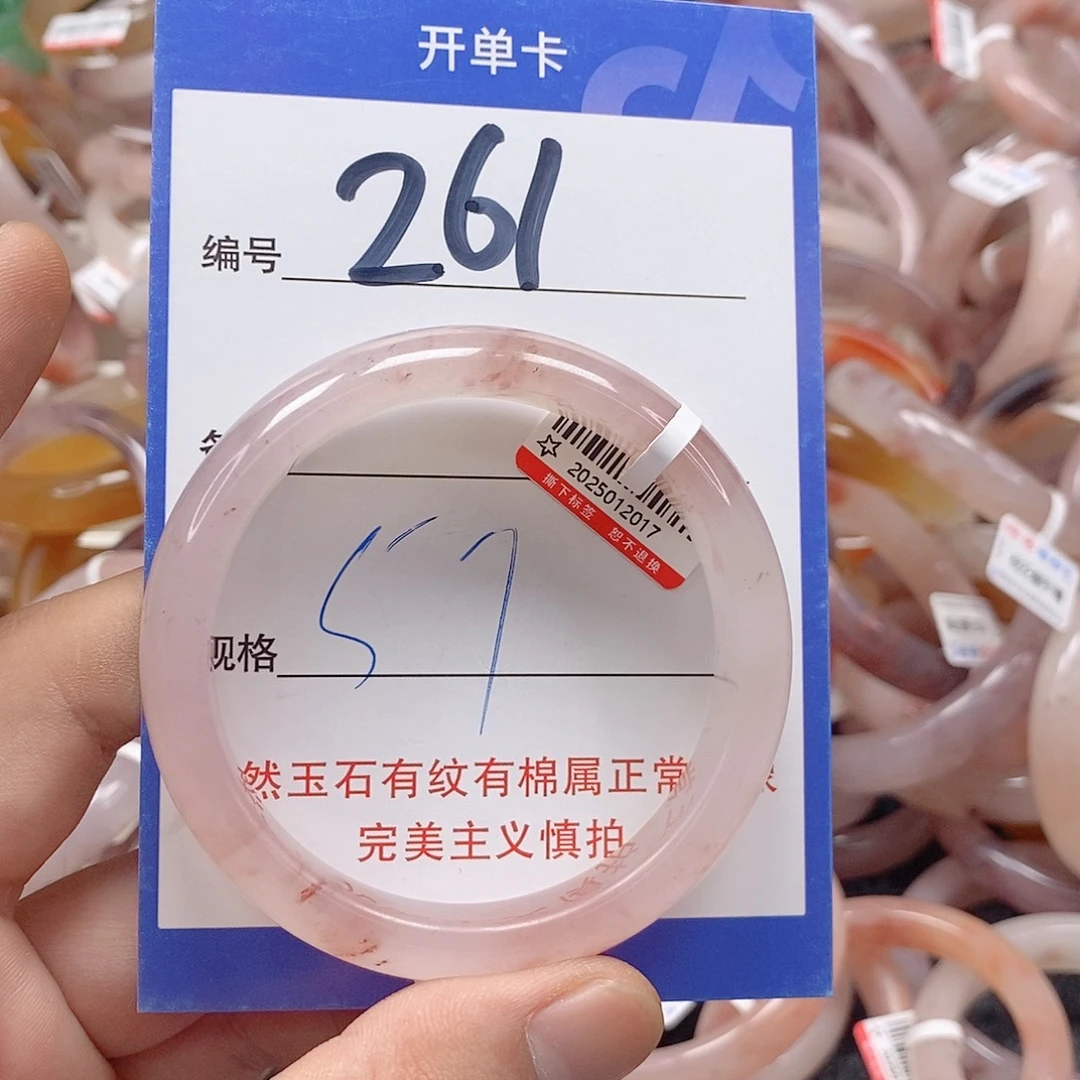 开单卡
编号 261
2025012017
撕下标签 恕不退换
规格 57
然玉石有纹有棉属正常
完美主义慎拍